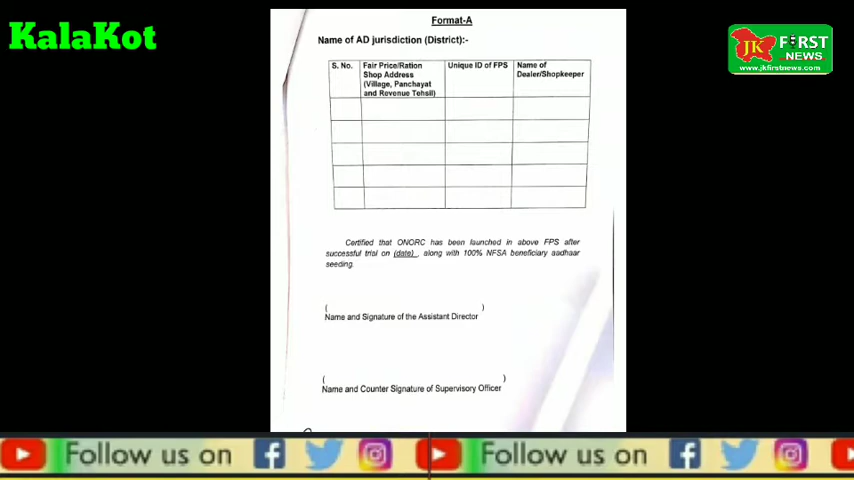 KalaKot
JK FIRST
NEWS
www.jkfirstnews.com
Format-A
Name of AD jurisdiction (District):-
S. No.
Fair Price/Ration
Shop Address
(Village, Panchayat
and Revenue Tehsil)
Unique ID of FPS
Name of
Dealer/Shopkeeper
Certified that ONORC has been launched in above FPS after
successful trial on (date) , along with 100% NFSA beneficiary aadhaar
seeding.
( )
Name and Signature of the Assistant Director
( )
Name and Counter Signature of Supervisory Officer
Follow us on
Follow us on